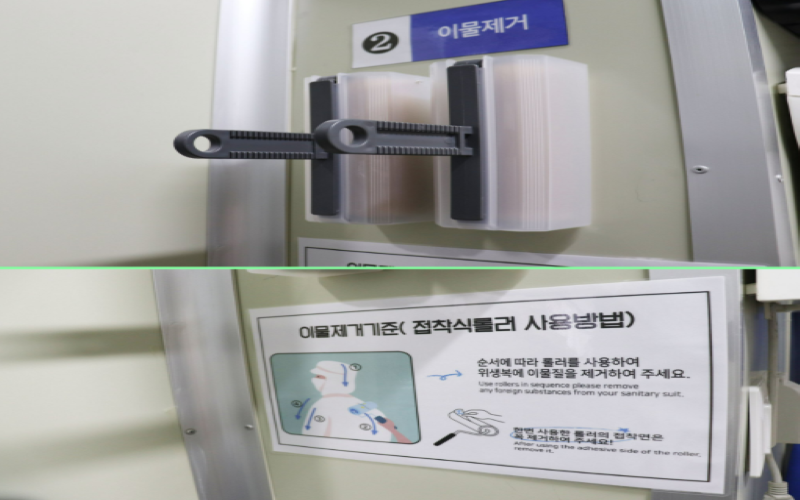 2 이물제거
이물제거기준( 접착식롤러 사용방법)
순서에 따라 롤러를 사용하여
위생복에 이물질을 제거하여 주세요.
Use rollers in sequence please remove
any foreign substances from your sanitary suit.
한번 사용한 롤러의 접착면은
꼭 제거하여 주세요!
After using the adhesive side of the roller,
remove it.